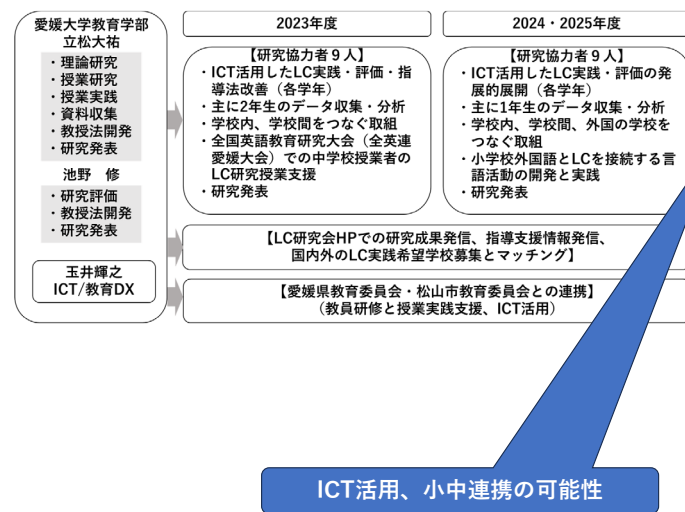 愛媛大学教育学部
立松大祐
・理論研究
・授業研究
・授業実践
・資料収集
・教授法開発
・研究発表
池野　修
・研究評価
・教授法開発
・研究発表
玉井輝之
ICT/教育DX
2023年度
【研究協力者９人】
・ICT活用したLC実践・評価・指
導法改善（各学年）
・主に2年生のデータ収集・分析
・学校内、学校間をつなぐ取組
・全国英語教育研究大会（全英連
愛媛大会）での中学校授業者の
LC研究授業支援
・研究発表
2024・2025年度
【研究協力者９人】
・ICT活用したLC実践・評価の発
展的展開（各学年）
・主に1年生のデータ収集・分析
・学校内、学校間、外国の学校を
つなぐ取組
・小学校外国語とLCを接続する言
語活動の開発と実践
・研究発表
【LC研究会HPでの研究成果発信、指導支援情報発信、
国内外のLC実践希望学校募集とマッチング】
【愛媛県教育委員会・松山市教育委員会との連携】
（教員研修と授業実践支援、ICT活用）
ICT活用、小中連携の可能性